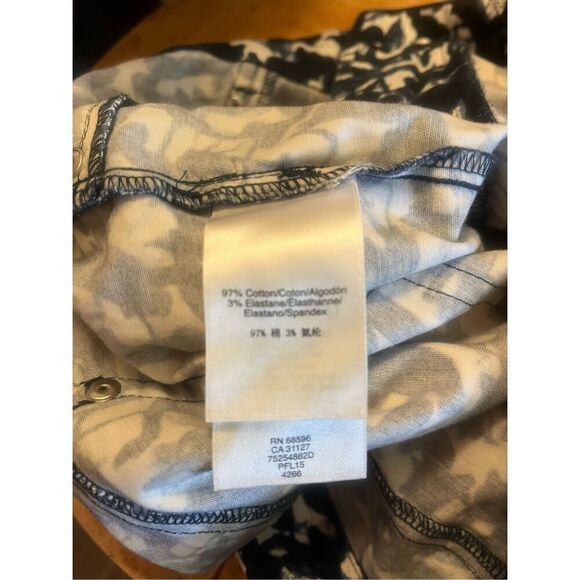 97% Cotton/Coton/Algodón
3% Elastane/Élasthanne/
Elastano/Spandex
97% 棉 3% 氨纶
RN 68596
CA 31127
75254882D
PFL15
4266